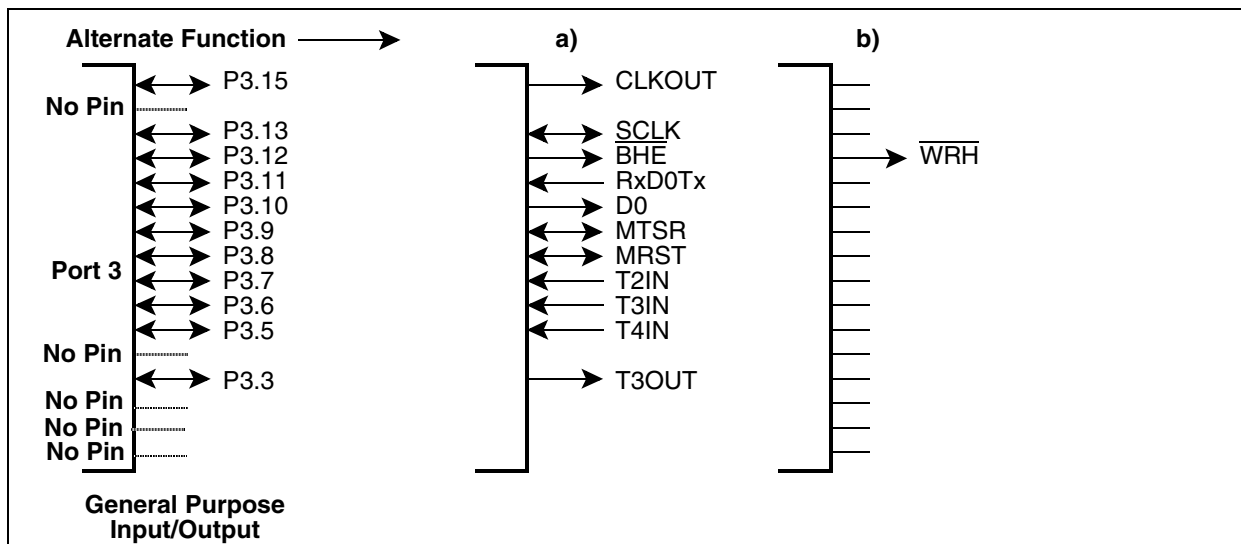 Alternate Function a) b)
P3.15 CLKOUT
No Pin
P3.13 SCLK
P3.12 B̅H̅E̅ W̅R̅H̅
P3.11 RxD0Tx
P3.10 D0
P3.9 MTSR
P3.8 MRST
Port 3 P3.7 T2IN
P3.6 T3IN
P3.5 T4IN
No Pin
P3.3 T3OUT
No Pin
No Pin
No Pin
General Purpose
Input/Output